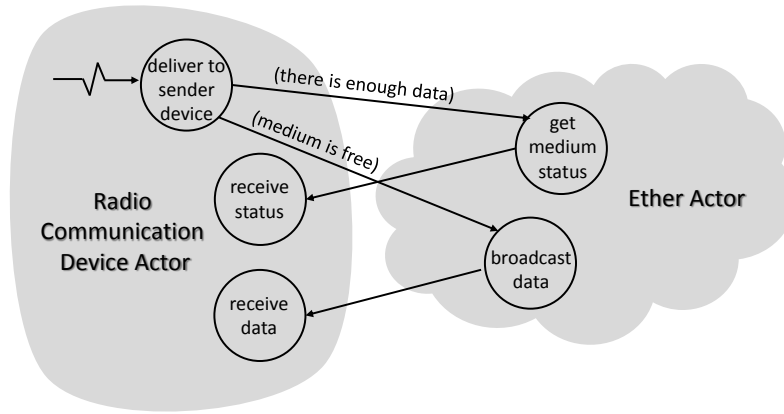 deliver to
sender
device
(there is enough data)
(medium is free)
get
medium
status
receive
status
Radio
Communication
Device Actor
Ether Actor
broadcast
data
receive
data